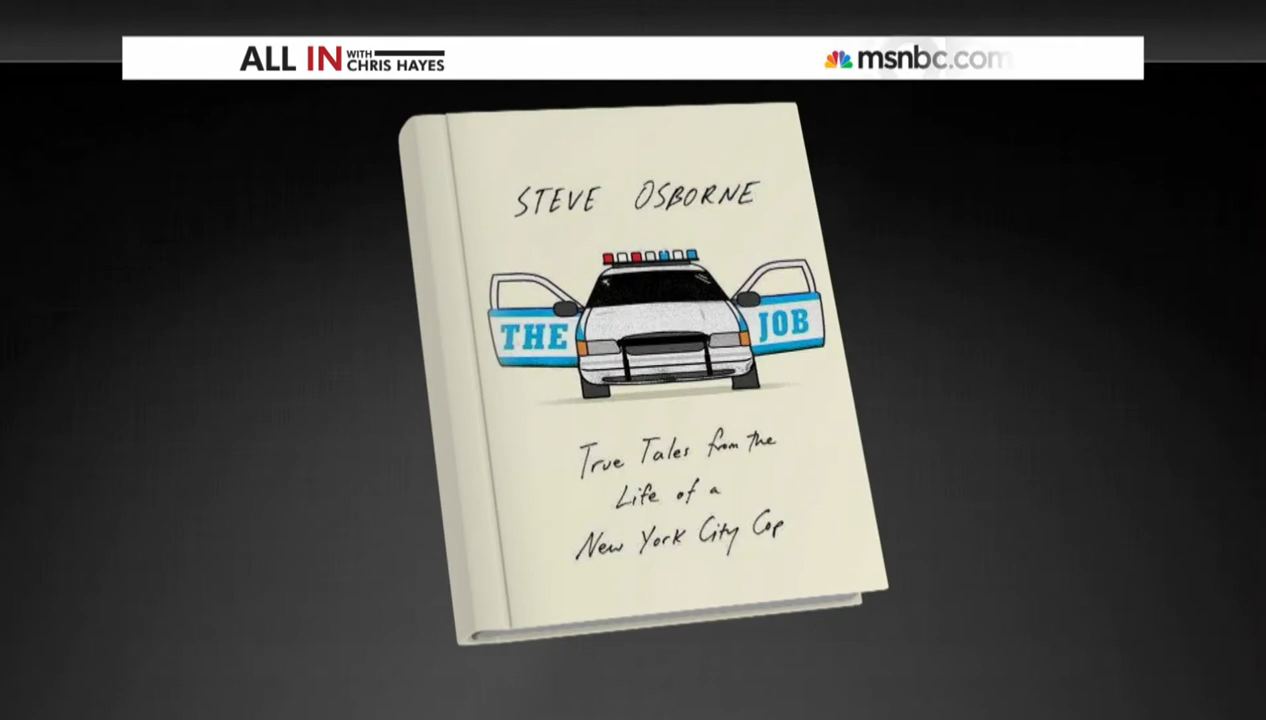 ALL IN WITH CHRIS HAYES
msnbc.com
STEVE OSBORNE
THE JOB
True Tales from the
Life of a
New York City Cop